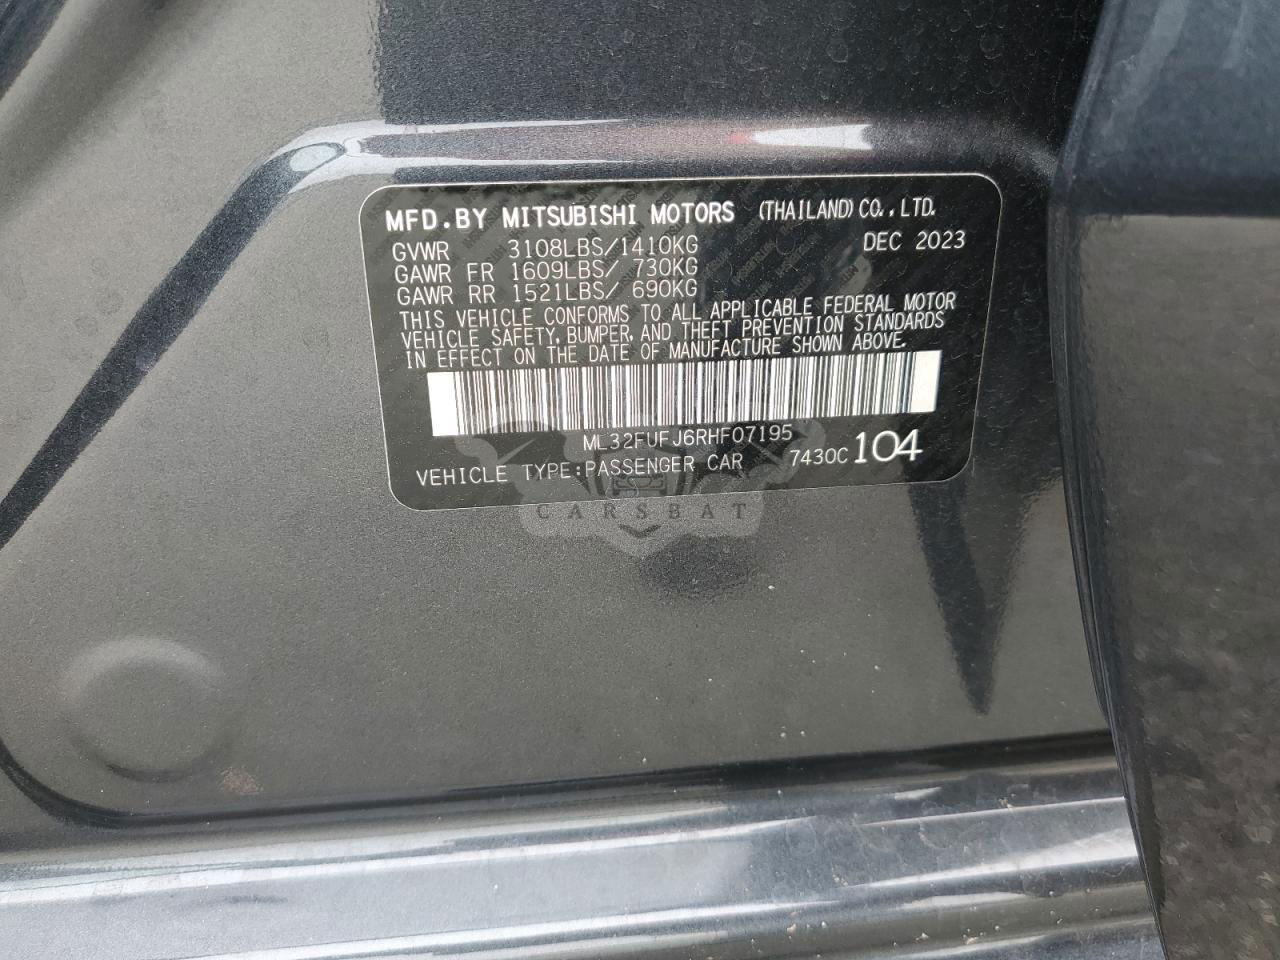 MFD.BY MITSUBISHI MOTORS (THAILAND) CO.,LTD.
GVWR 3108LBS/1410KG DEC 2023
GAWR FR 1609LBS/ 730KG
GAWR RR 1521LBS/ 690KG
THIS VEHICLE CONFORMS TO ALL APPLICABLE FEDERAL MOTOR
VEHICLE SAFETY, BUMPER, AND THEFT PREVENTION STANDARDS
IN EFFECT ON THE DATE OF MANUFACTURE SHOWN ABOVE.
ML32FUFJ6RHF07195
VEHICLE TYPE:PASSENGER CAR 7430C 104
CARSBAT